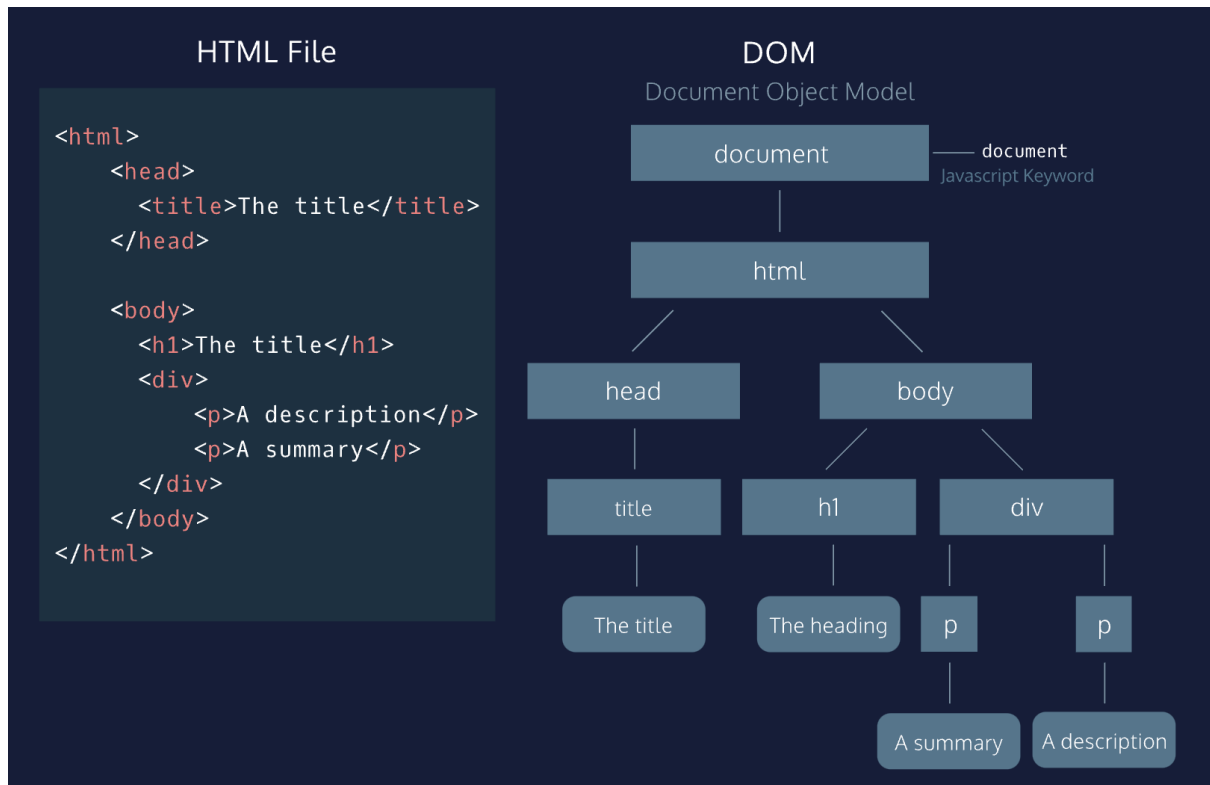 HTML File
<html>
<head>
<title>The title</title>
</head>
<body>
<h1>The title</h1>
<div>
<p>A description</p>
<p>A summary</p>
</div>
</body>
</html>
DOM
Document Object Model
document
document
Javascript Keyword
html
head
body
title
h1
div
The title
The heading
p
p
A summary
A description